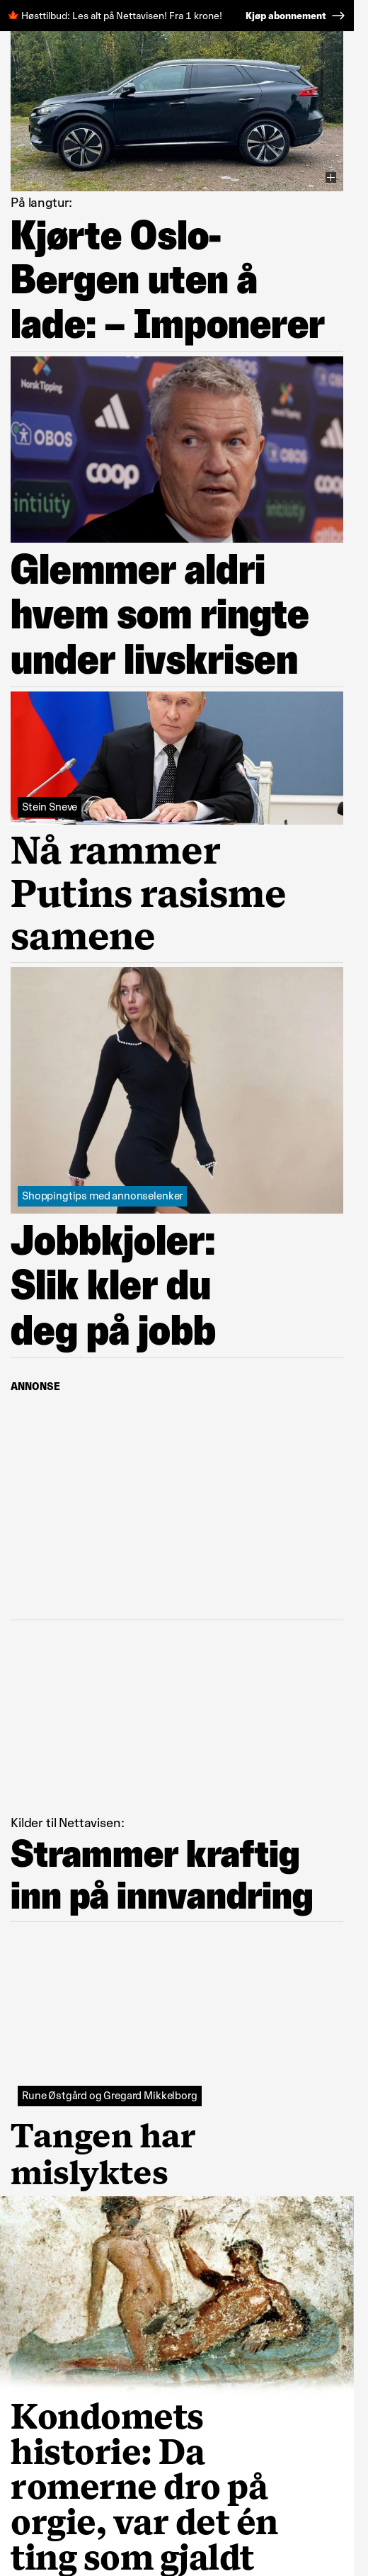 🍁 Høsttilbud: Les alt på Nettavisen! Fra 1 krone! Kjøp abonnement →
På langtur:
Kjørte Oslo-
Bergen uten å
lade: – Imponerer
Norsk Tipping
OBOS
OBOS
coop
coop
intility
intility
Glemmer aldri
hvem som ringte
under livskrisen
Stein Sneve
Nå rammer
Putins rasisme
samene
Shoppingtips med annonselenker
Jobbkjoler:
Slik kler du
deg på jobb
ANNONSE
Kilder til Nettavisen:
Strammer kraftig
inn på innvandring
Rune Østgård og Gregard Mikkelborg
Tangen har
mislyktes
Kondomets
historie: Da
romerne dro på
orgie, var det én
ting som gjaldt